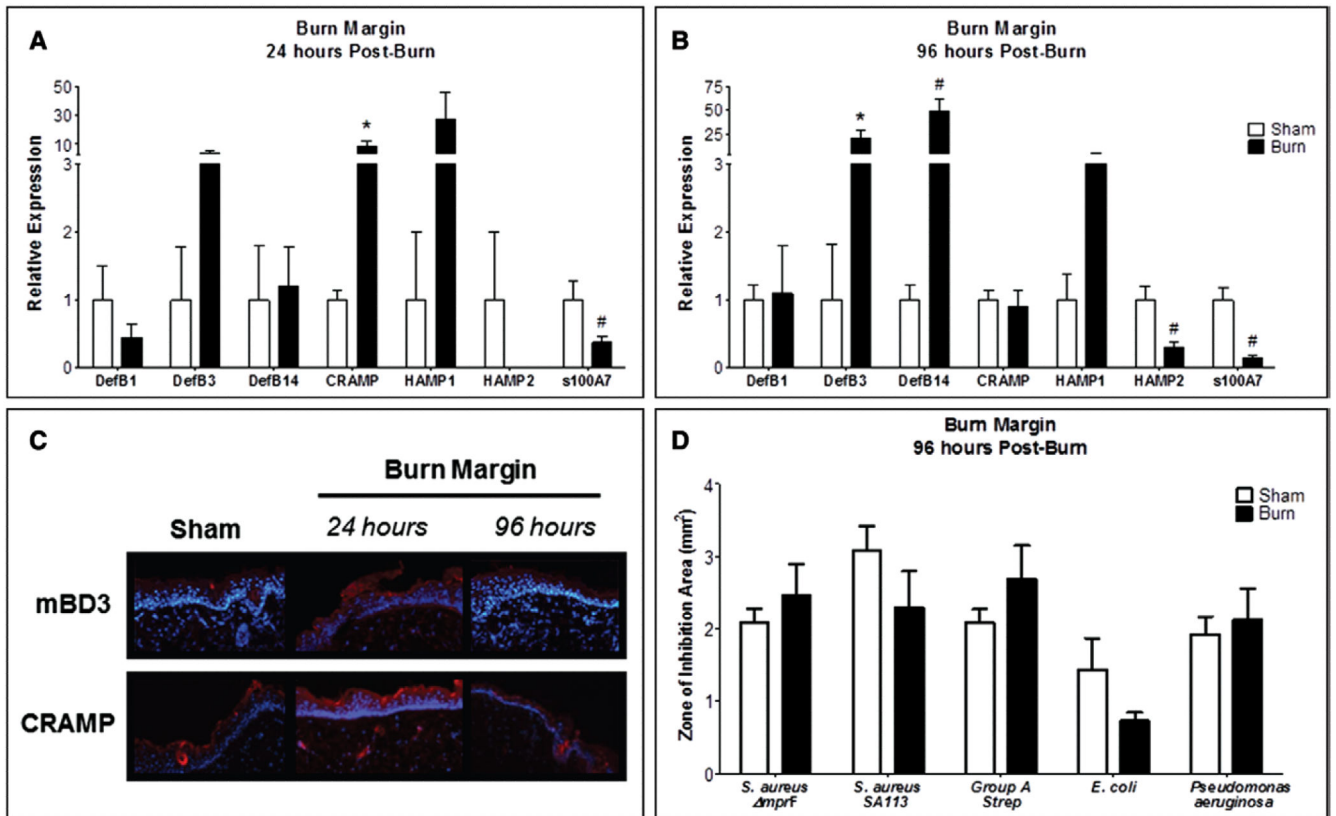 A
Burn Margin
24 hours Post-Burn
Relative Expression
50
30
10
3
2
1
0
DefB1 DefB3 DefB14 CRAMP HAMP1 HAMP2 s100A7
*
#
B
Burn Margin
96 hours Post-Burn
Relative Expression
75
50
25
3
2
1
0
DefB1 DefB3 DefB14 CRAMP HAMP1 HAMP2 s100A7
*
#
#
#
Sham
Burn
C
Burn Margin
Sham 24 hours 96 hours
mBD3
CRAMP
D
Burn Margin
96 hours Post-Burn
Zone of Inhibition Area (mm²)
4
3
2
1
0
Sham
Burn
S. aureus
ΔmprF
S. aureus
SA113
Group A
Strep
E. coli
Pseudomonas
aeruginosa